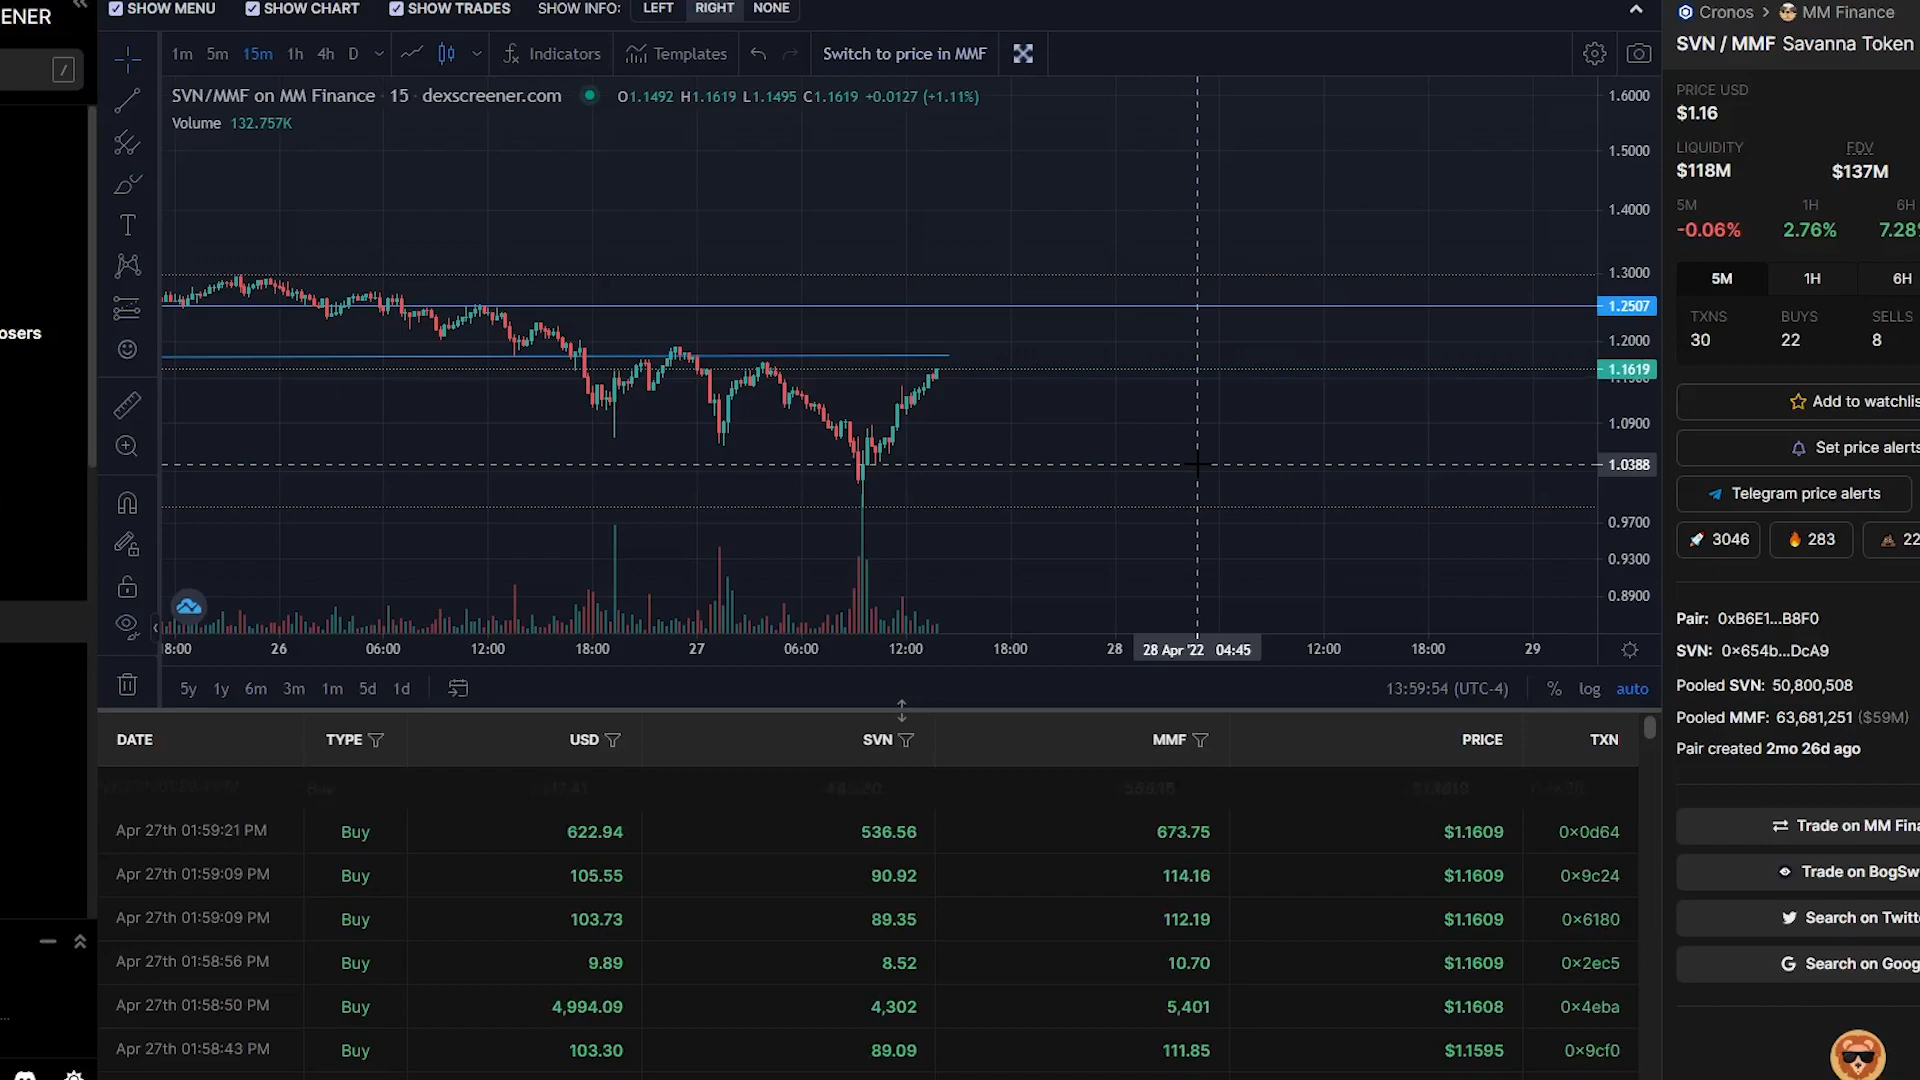 ENER
SHOW MENU
SHOW CHART
SHOW TRADES
SHOW INFO:
LEFT
RIGHT
NONE
Cronos > MM Finance
SVN / MMF Savanna Token
/
1m 5m 15m 1h 4h D
Indicators
Templates
Switch to price in MMF
SVN/MMF on MM Finance · 15 · dexscreener.com
O1.1492 H1.1619 L1.1495 C1.1619 +0.0127 (+1.11%)
Volume 132.757K
1.6000
1.5000
1.4000
1.3000
1.2507
1.2000
1.1619
1.0900
1.0388
0.9700
0.9300
0.8900
osers
PRICE USD
$1.16
LIQUIDITY
FDV
$118M
$137M
5M
1H
6H
-0.06%
2.76%
7.28
5M
1H
6H
TXNS
BUYS
SELLS
30
22
8
Add to watchlis
Set price alerts
Telegram price alerts
3046
283
22
Pair: 0xB6E1...B8F0
SVN: 0x654b...DcA9
Pooled SVN: 50,800,508
Pooled MMF: 63,681,251 ($59M)
Pair created 2mo 26d ago
Trade on MM Fina
Trade on BogSw
Search on Twitt
Search on Goog
8:00
26
06:00
12:00
18:00
27
06:00
12:00
18:00
28
28 Apr '22 04:45
12:00
18:00
29
5y 1y 6m 3m 1m 5d 1d
13:59:54 (UTC-4)
%
log
auto
DATE TYPE USD SVN MMF PRICE TXN
Apr 27th 01:59:21 PM Buy 622.94 536.56 673.75 $1.1609 0x0d64
Apr 27th 01:59:09 PM Buy 105.55 90.92 114.16 $1.1609 0x9c24
Apr 27th 01:59:09 PM Buy 103.73 89.35 112.19 $1.1609 0x6180
Apr 27th 01:58:56 PM Buy 9.89 8.52 10.70 $1.1609 0x2ec5
Apr 27th 01:58:50 PM Buy 4,994.09 4,302 5,401 $1.1608 0x4eba
Apr 27th 01:58:43 PM Buy 103.30 89.09 111.85 $1.1595 0x9cf0